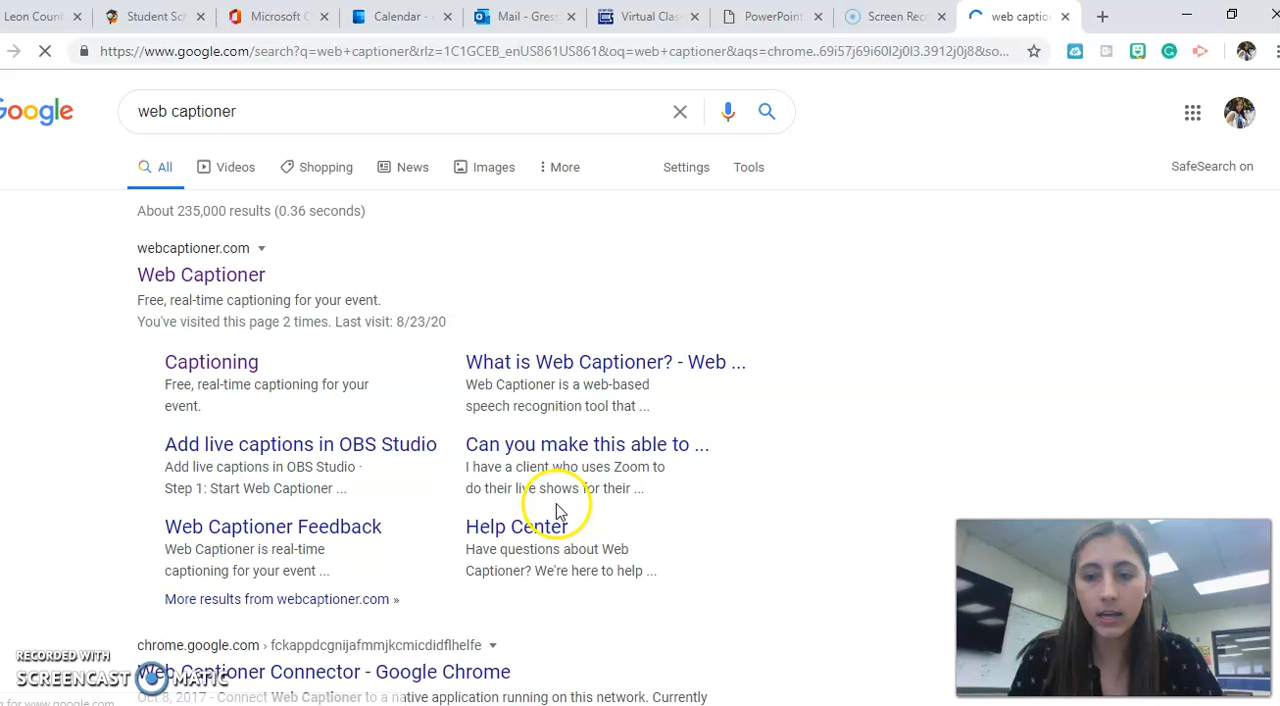 Leon Count
Student Sc
Microsoft C
Calendar -
Mail - Gres
Virtual Clas
PowerPoint
Screen Rec
web captio
https://www.google.com/search?q=web+captioner&rlz=1C1GCEB_enUS861US861&oq=web+captioner&aqs=chrome..69i57j69i60l2j0l3.3912j0j8&so...
Google
web captioner
All
Videos
Shopping
News
Images
More
Settings
Tools
SafeSearch on
About 235,000 results (0.36 seconds)
webcaptioner.com
Web Captioner
Free, real-time captioning for your event.
You've visited this page 2 times. Last visit: 8/23/20
Captioning
Free, real-time captioning for your
event.
What is Web Captioner? - Web ...
Web Captioner is a web-based
speech recognition tool that ...
Add live captions in OBS Studio
Add live captions in OBS Studio ·
Step 1: Start Web Captioner ...
Can you make this able to ...
I have a client who uses Zoom to
do their live shows for their ...
Web Captioner Feedback
Web Captioner is real-time
captioning for your event ...
Help Center
Have questions about Web
Captioner? We're here to help ...
More results from webcaptioner.com »
chrome.google.com › fckappdcgnijafmmjkcmicdidflhelfe
Web Captioner Connector - Google Chrome
Oct 8, 2017 - Connect Web Captioner to a native application running on this network. Currently
RECORDED WITH
SCREENCAST MATIC
for www.google.com...